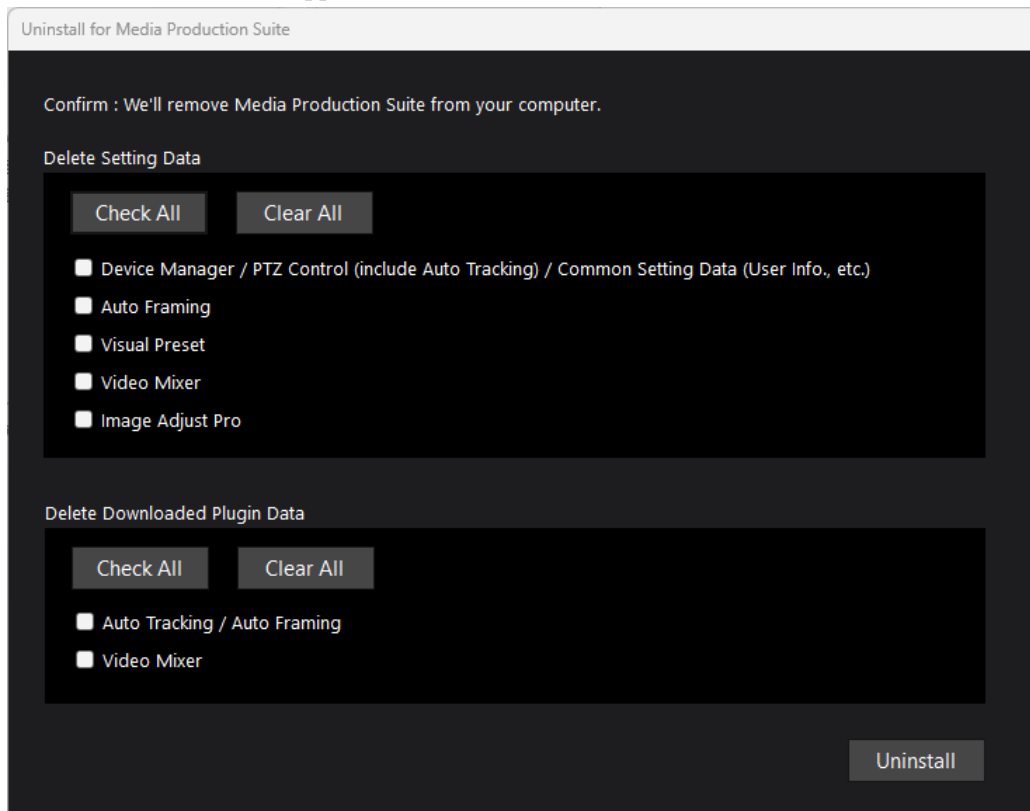 Uninstall for Media Production Suite
Confirm : We'll remove Media Production Suite from your computer.
Delete Setting Data
Check All
Clear All
Device Manager / PTZ Control (include Auto Tracking) / Common Setting Data (User Info., etc.)
Auto Framing
Visual Preset
Video Mixer
Image Adjust Pro
Delete Downloaded Plugin Data
Check All
Clear All
Auto Tracking / Auto Framing
Video Mixer
Uninstall